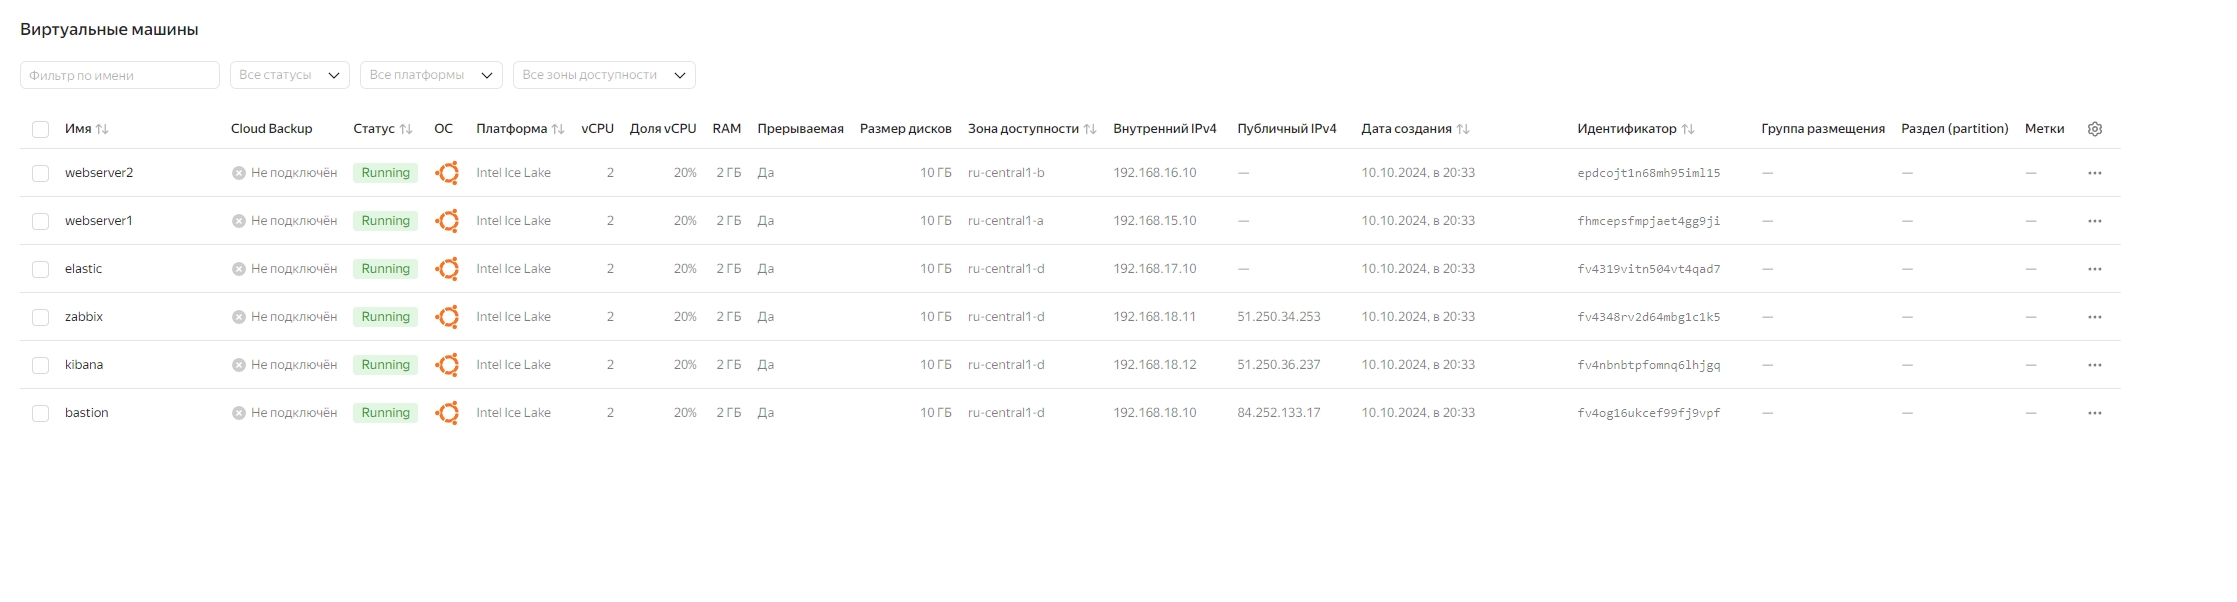 Виртуальные машины
Фильтр по имени Все статусы Все платформы Все зоны доступности
Имя Cloud Backup Статус ОС Платформа vCPU Доля vCPU RAM Прерываемая Размер дисков Зона доступности Внутренний IPv4 Публичный IPv4 Дата создания Идентификатор Группа размещения Раздел (partition) Метки
webserver2 Не подключён Running Intel Ice Lake 2 20% 2 ГБ Да 10 ГБ ru-central1-b 192.168.16.10 — 10.10.2024, в 20:33 epdcojt1n68mh95iml15 — — —
webserver1 Не подключён Running Intel Ice Lake 2 20% 2 ГБ Да 10 ГБ ru-central1-a 192.168.15.10 — 10.10.2024, в 20:33 fhmcepsfmpjaet4gg9ji — — —
elastic Не подключён Running Intel Ice Lake 2 20% 2 ГБ Да 10 ГБ ru-central1-d 192.168.17.10 — 10.10.2024, в 20:33 fv4319vitn504vt4qad7 — — —
zabbix Не подключён Running Intel Ice Lake 2 20% 2 ГБ Да 10 ГБ ru-central1-d 192.168.18.11 51.250.34.253 10.10.2024, в 20:33 fv4348rv2d64mbg1c1k5 — — —
kibana Не подключён Running Intel Ice Lake 2 20% 2 ГБ Да 10 ГБ ru-central1-d 192.168.18.12 51.250.36.237 10.10.2024, в 20:33 fv4nbnbtpfomnq6lhjgq — — —
bastion Не подключён Running Intel Ice Lake 2 20% 2 ГБ Да 10 ГБ ru-central1-d 192.168.18.10 84.252.133.17 10.10.2024, в 20:33 fv4og16ukcef99fj9vpf — — —